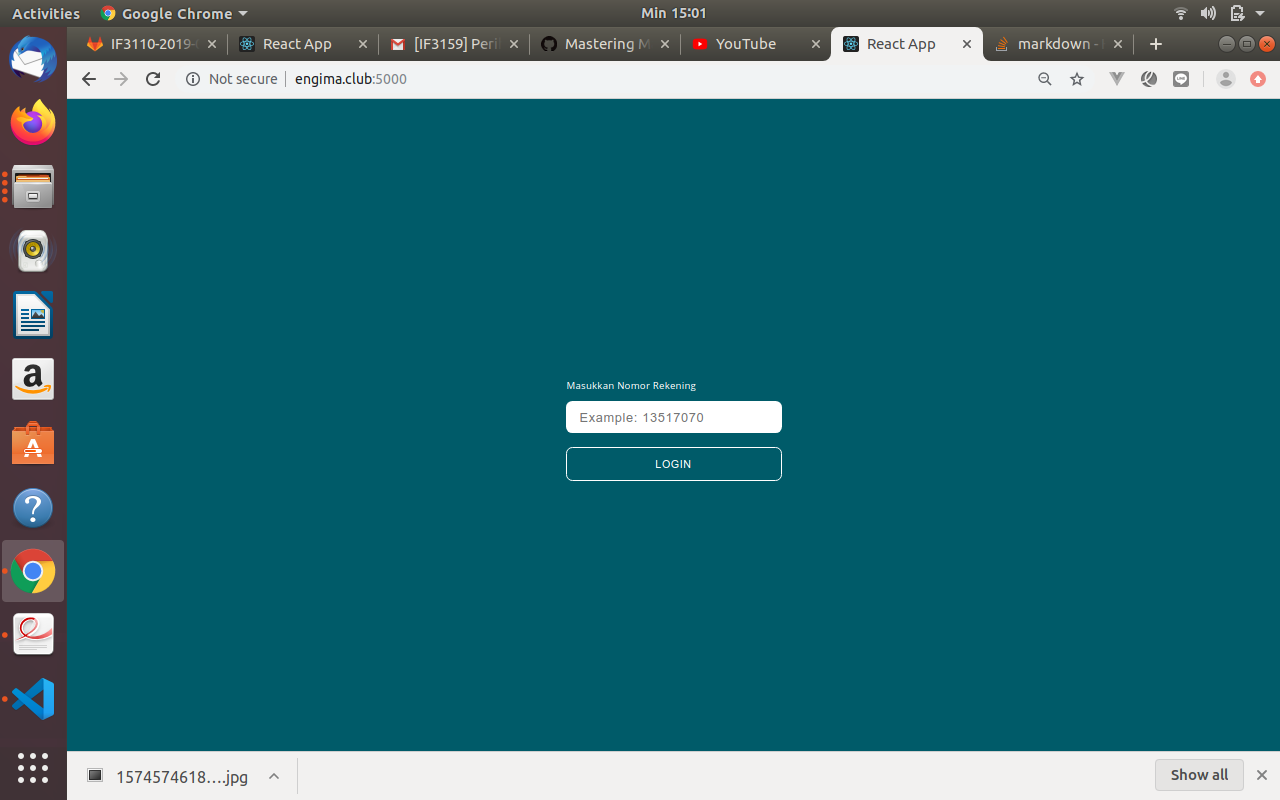 Activities
Google Chrome
Min 15:01
IF3110-2019-
React App
[IF3159] Peri
Mastering M
YouTube
React App
markdown -
Not secure
engima.club:5000
Masukkan Nomor Rekening
Example: 13517070
LOGIN
1574574618....jpg
Show all